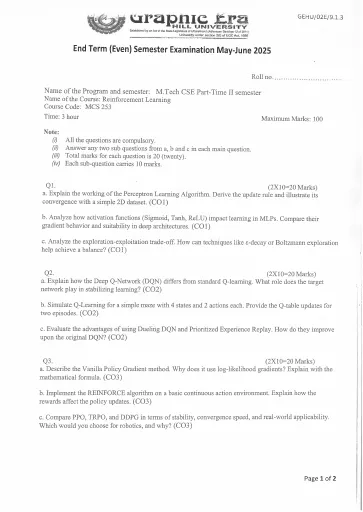 GEHU/02E/9.1.3
Graphic Era
HILL UNIVERSITY
End Term (Even) Semester Examination May-June 2025
Roll no.............................
Name of the Program and semester: M.Tech CSE Part-Time II semester
Name of the Course: Reinforcement Learning
Course Code: MCS 253
Time: 3 hour Maximum Marks: 100
Note:
(i) All the questions are compulsory.
(ii) Answer any two sub questions from a, b and c in each main question.
(iii) Total marks for each question is 20 (twenty).
(iv) Each sub-question carries 10 marks.
Q1. (2X10=20 Marks)
a. Explain the working of the Perceptron Learning Algorithm. Derive the update rule and illustrate its
convergence with a simple 2D dataset. (CO1)
b. Analyze how activation functions (Sigmoid, Tanh, ReLU) impact learning in MLPs. Compare their
gradient behavior and suitability in deep architectures. (CO1)
c. Analyze the exploration-exploitation trade-off. How can techniques like ε-decay or Boltzmann exploration
help achieve a balance? (CO1)
Q2. (2X10=20 Marks)
a. Explain how the Deep Q-Network (DQN) differs from standard Q-learning. What role does the target
network play in stabilizing learning? (CO2)
b. Simulate Q-Learning for a simple maze with 4 states and 2 actions each. Provide the Q-table updates for
two episodes. (CO2)
c. Evaluate the advantages of using Dueling DQN and Prioritized Experience Replay. How do they improve
upon the original DQN? (CO2)
Q3. (2X10=20 Marks)
a. Describe the Vanilla Policy Gradient method. Why does it use log-likelihood gradients? Explain with the
mathematical formula. (CO3)
b. Implement the REINFORCE algorithm on a basic continuous action environment. Explain how the
rewards affect the policy updates. (CO3)
c. Compare PPO, TRPO, and DDPG in terms of stability, convergence speed, and real-world applicability.
Which would you choose for robotics, and why? (CO3)
Page 1 of 2